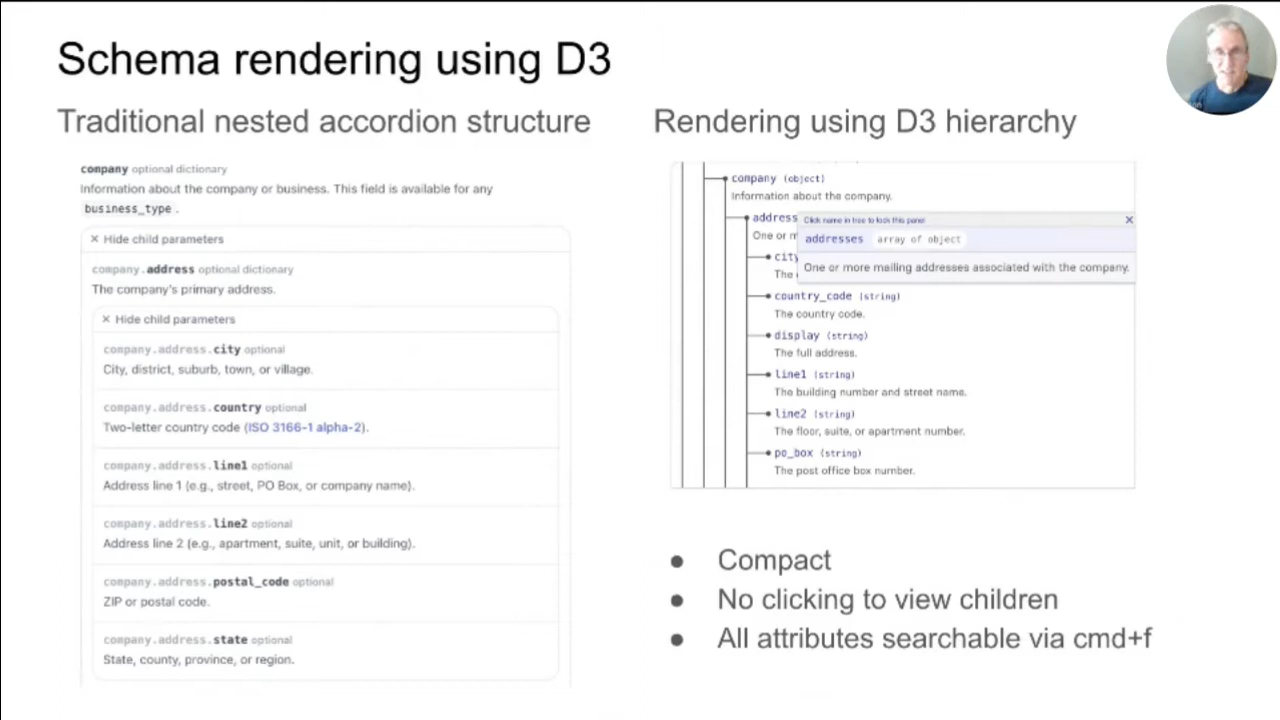 Schema rendering using D3
Traditional nested accordion structure
company optional dictionary
Information about the company or business. This field is available for any
business_type .
× Hide child parameters
company.address optional dictionary
The company's primary address.
× Hide child parameters
company.address.city optional
City, district, suburb, town, or village.
company.address.country optional
Two-letter country code (ISO 3166-1 alpha-2).
company.address.line1 optional
Address line 1 (e.g., street, PO Box, or company name).
company.address.line2 optional
Address line 2 (e.g., apartment, suite, unit, or building).
company.address.postal_code optional
ZIP or postal code.
company.address.state optional
State, county, province, or region.
Rendering using D3 hierarchy
company (object)
Information about the company.
address
One or m
Click name in tree to lock this panel ×
addresses array of object
One or more mailing addresses associated with the company.
city
The
country_code (string)
The country code.
display (string)
The full address.
line1 (string)
The building number and street name.
line2 (string)
The floor, suite, or apartment number.
po_box (string)
The post office box number.
● Compact
● No clicking to view children
● All attributes searchable via cmd+f